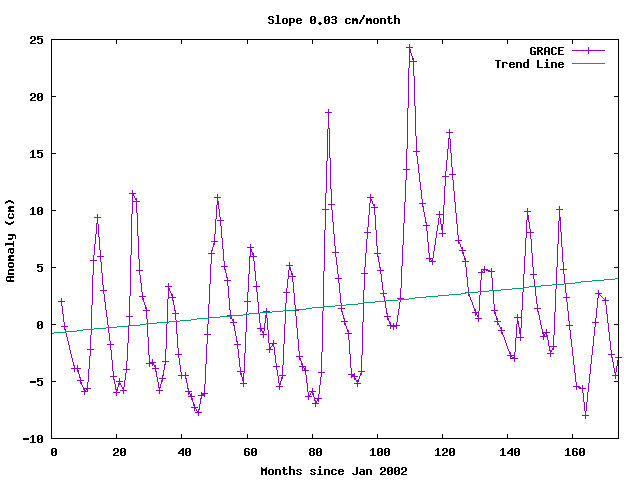 Slope 0.03 cm/month
25
20
15
10
5
0
-5
-10
Anomaly (cm)
GRACE
Trend Line
0 20 40 60 80 100 120 140 160
Months since Jan 2002